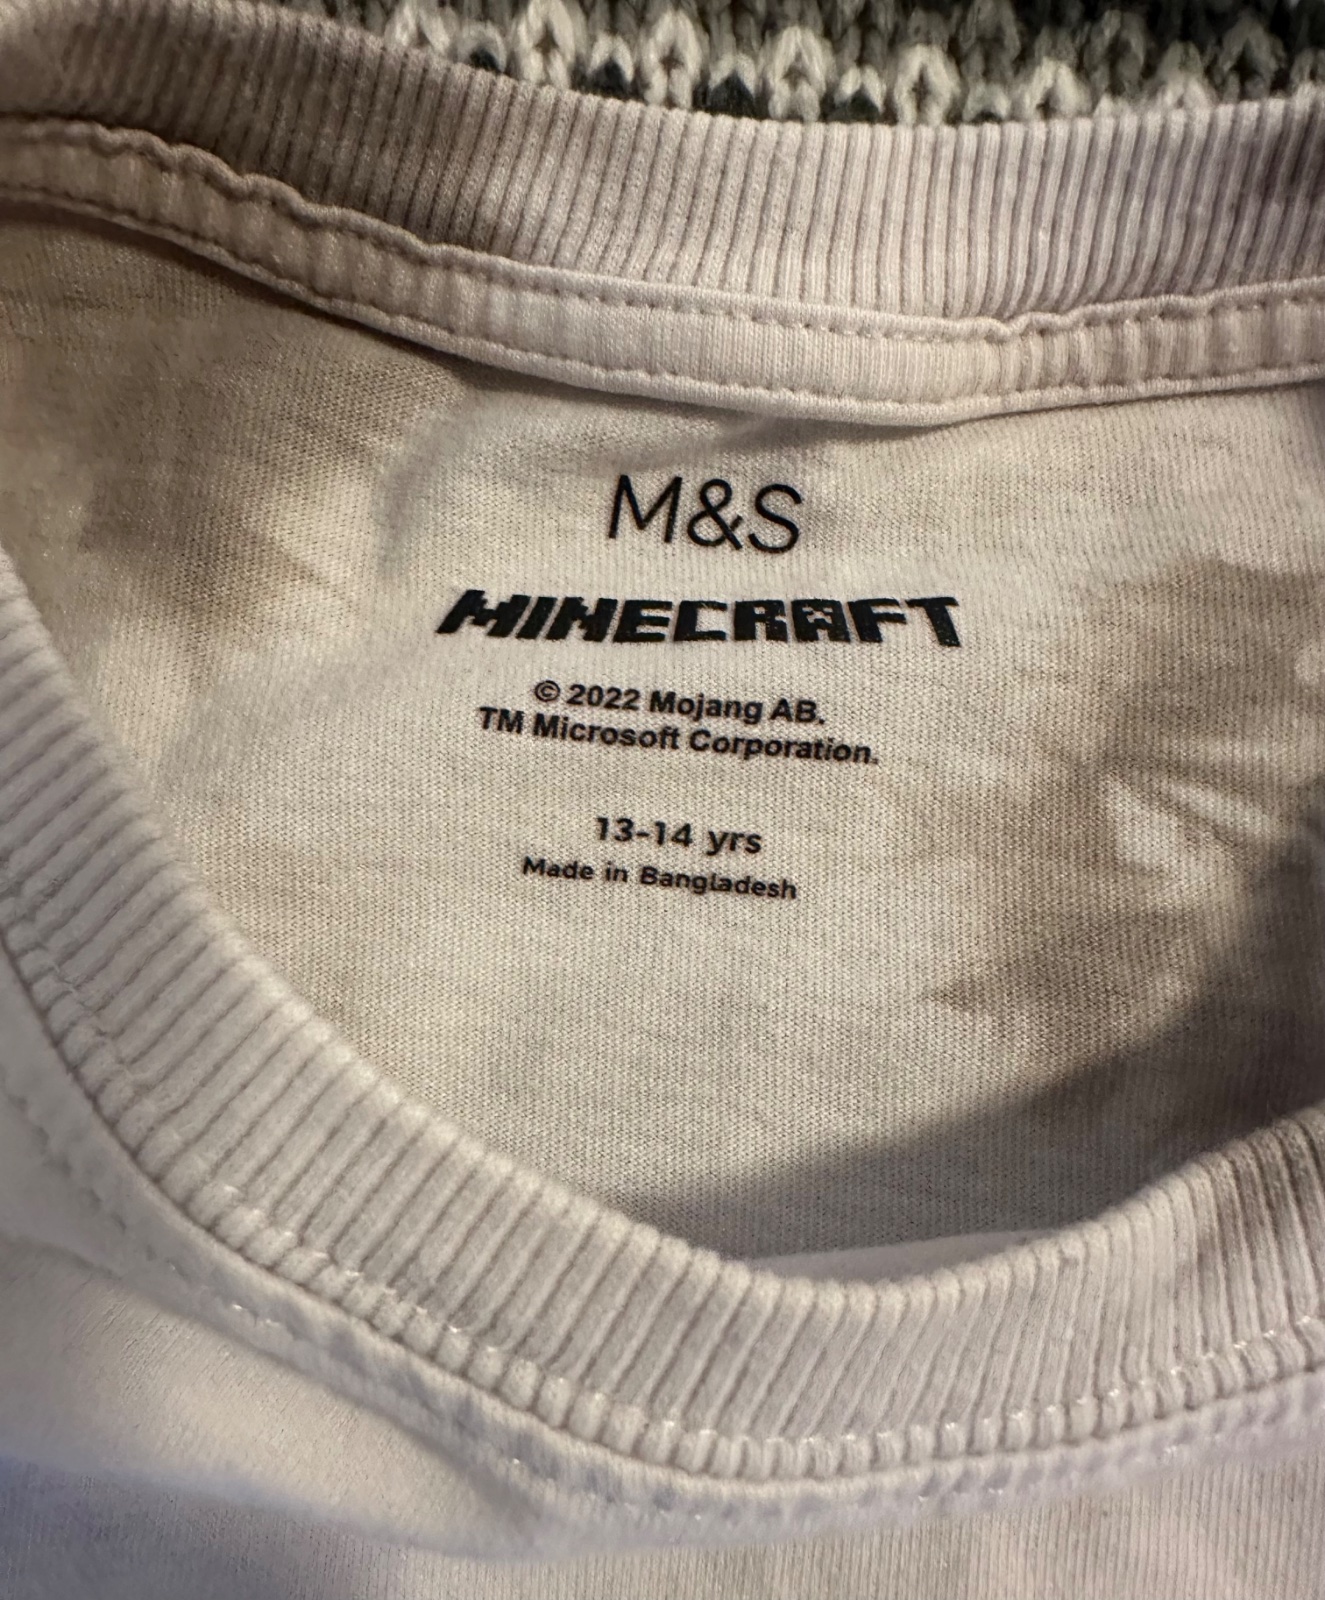 M&S
MINECRAFT
© 2022 Mojang AB.
TM Microsoft Corporation.
13-14 yrs
Made in Bangladesh